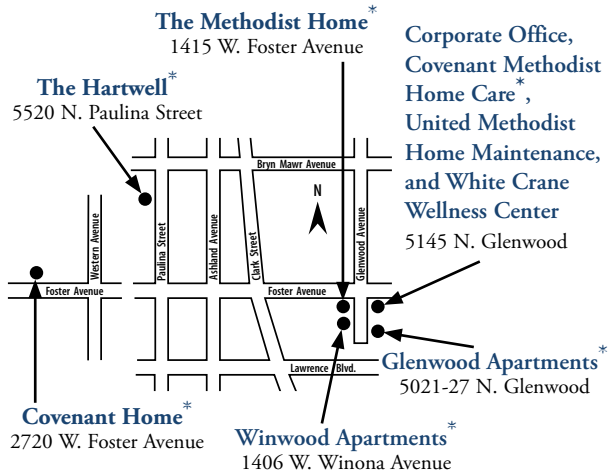 The Methodist Home*
1415 W. Foster Avenue
Corporate Office,
Covenant Methodist
Home Care*,
United Methodist
Home Maintenance,
and White Crane
Wellness Center
5145 N. Glenwood
The Hartwell*
5520 N. Paulina Street
Bryn Mawr Avenue
N
Western Avenue
Paulina Street
Ashland Avenue
Clark Street
Glenwood Avenue
Foster Avenue
Foster Avenue
Lawrence Blvd.
Glenwood Apartments*
5021-27 N. Glenwood
Covenant Home*
2720 W. Foster Avenue
Winwood Apartments*
1406 W. Winona Avenue